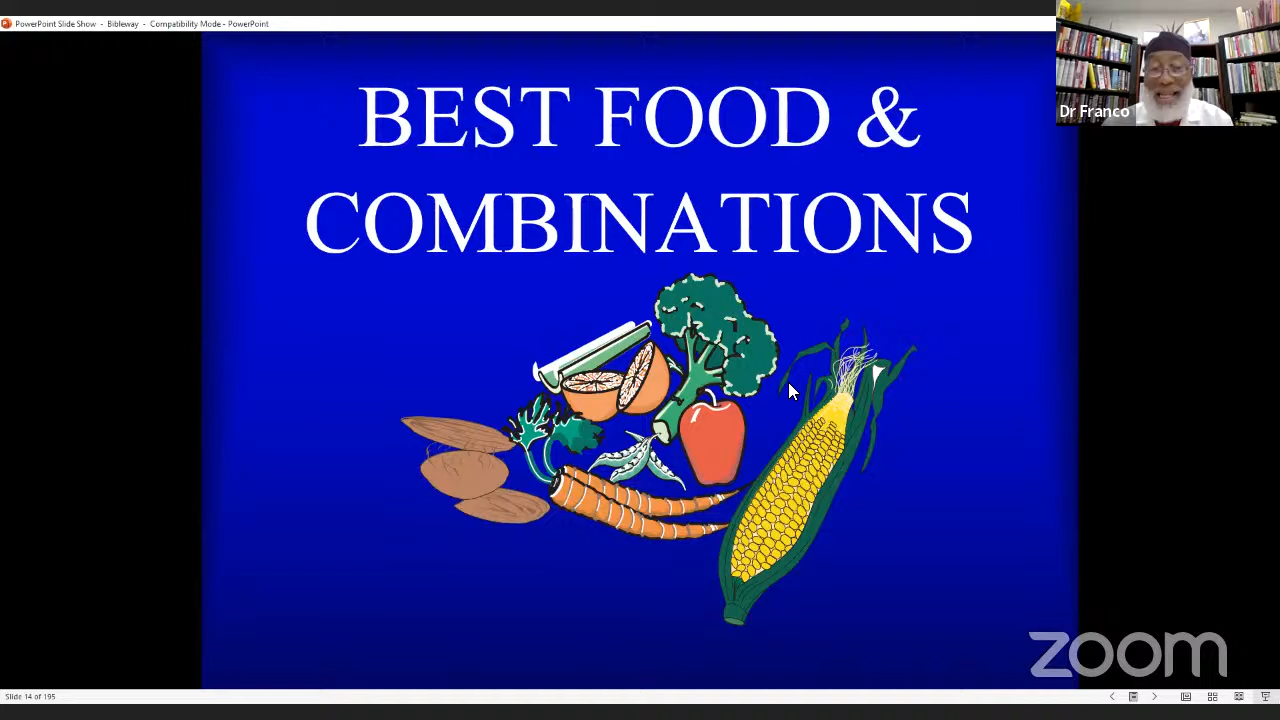 PowerPoint Slide Show - Bibleway - Compatibility Mode - PowerPoint
Dr Franco
BEST FOOD &
COMBINATIONS
zoom
Slide 14 of 195